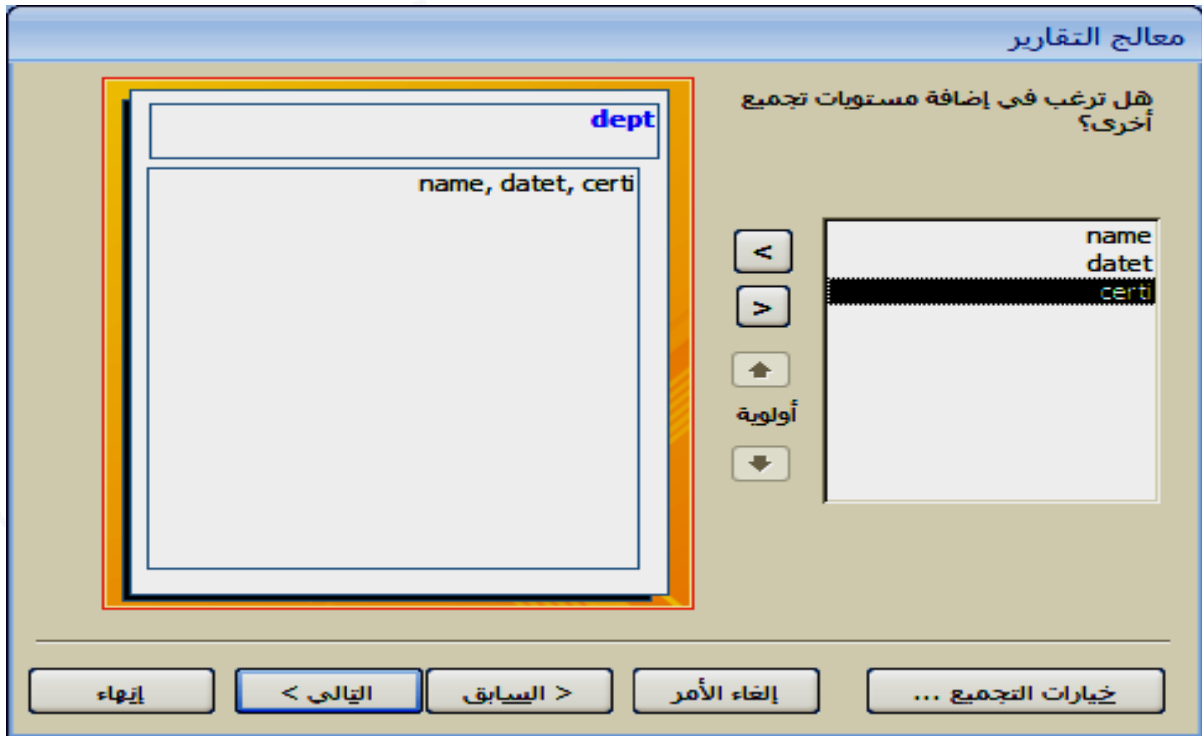 معالج التقارير
هل ترغب في إضافة مستويات تجميع
أخرى؟
name
datet
certi
<
>
أولوية
dept
name, datet, certi
خيارات التجميع ...
إلغاء الأمر
< السابق
التالي >
إنهاء